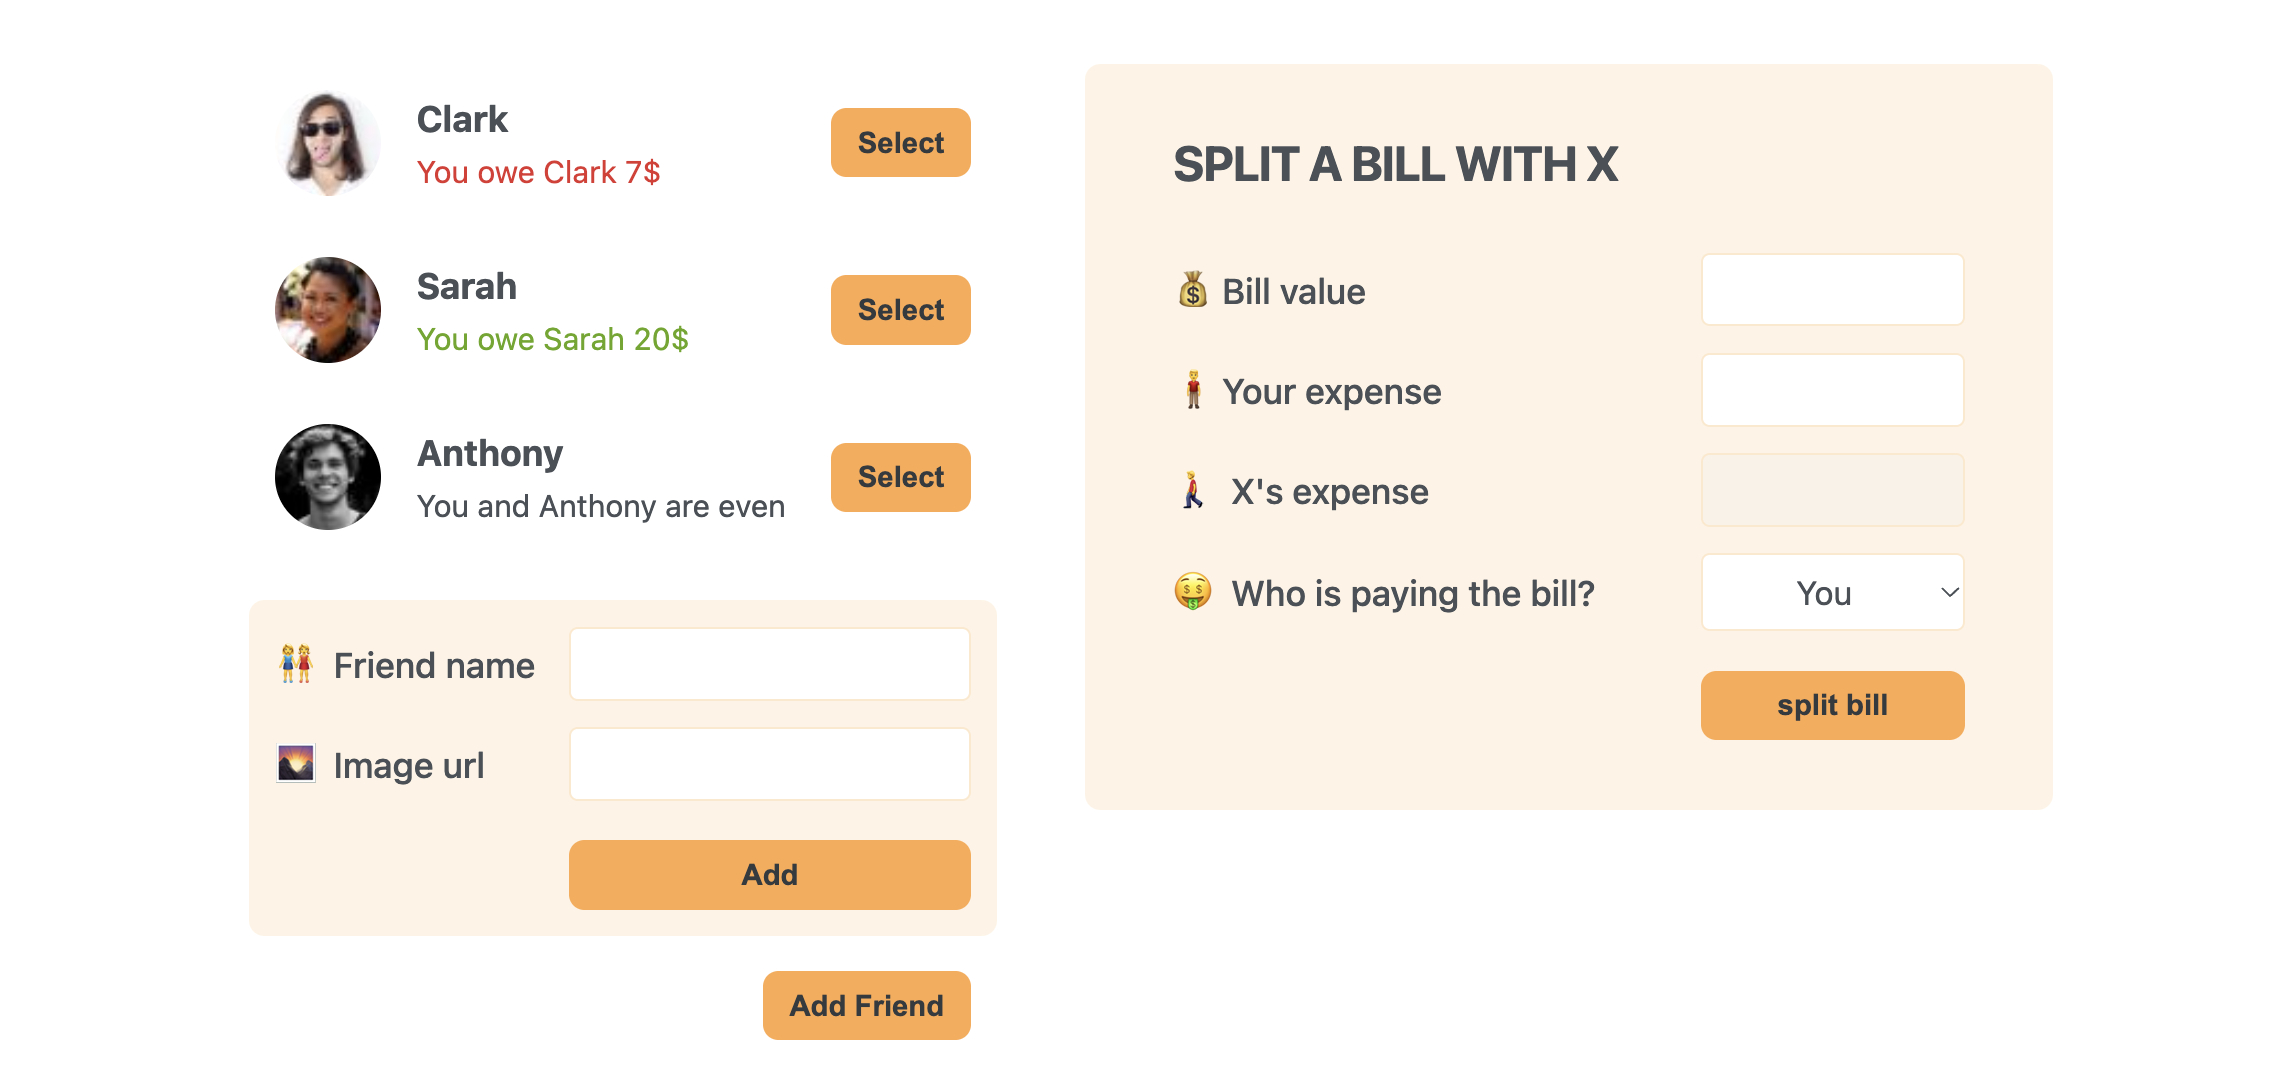 Clark
You owe Clark 7$
Select
Sarah
You owe Sarah 20$
Select
Anthony
You and Anthony are even
Select
Friend name
Image url
Add
Add Friend
SPLIT A BILL WITH X
Bill value
Your expense
X's expense
Who is paying the bill?
You
split bill